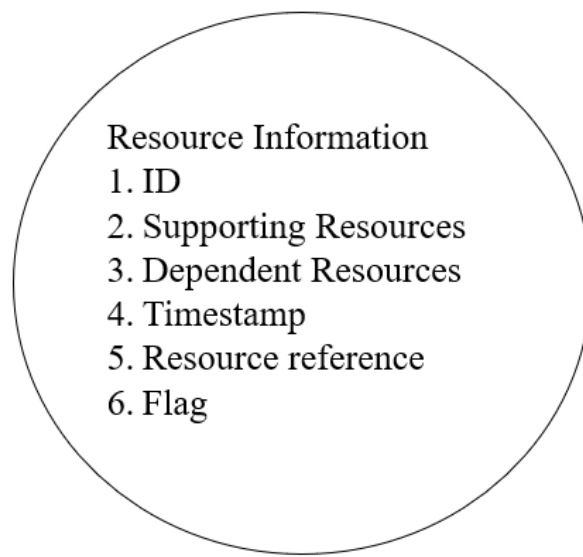 Resource Information
1. ID
2. Supporting Resources
3. Dependent Resources
4. Timestamp
5. Resource reference
6. Flag